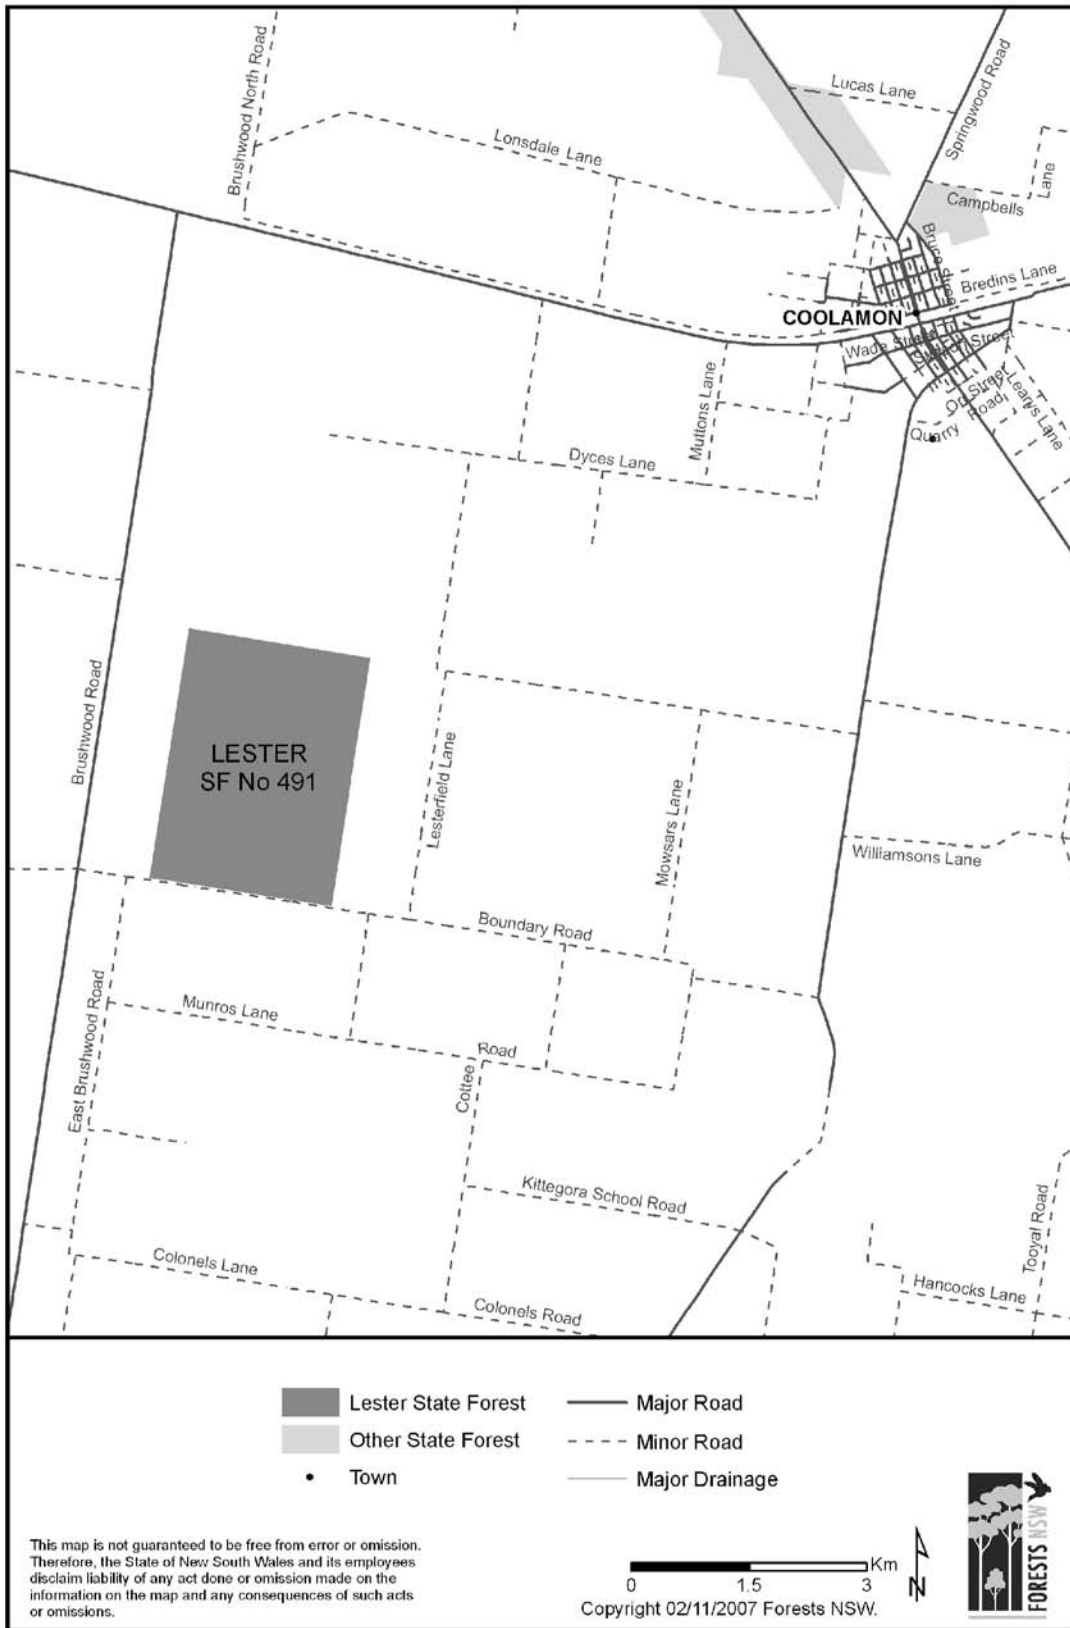 Brushwood North Road
Lucas Lane
Springwood Road
Lonsdale Lane
Lane
Campbells
Bruce Street
Bredins Lane
COOLAMON
Wade Street
Street
Muttons Lane
Street
Learys Lane
Road
Quarry
Dyces Lane
Brushwood Road
LESTER
SF No 491
Lesterfield Lane
Mowsars Lane
Williamsons Lane
Boundary Road
East Brushwood Road
Munros Lane
Road
Cottee
Kittegora School Road
Tooyal Road
Colonels Lane
Hancocks Lane
Colonels Road
Lester State Forest
Major Road
Other State Forest
Minor Road
Town
Major Drainage
This map is not guaranteed to be free from error or omission.
Therefore, the State of New South Wales and its employees
disclaim liability of any act done or omission made on the
information on the map and any consequences of such acts
or omissions.
Km
0 1.5 3
N
Copyright 02/11/2007 Forests NSW.
FORESTS NSW